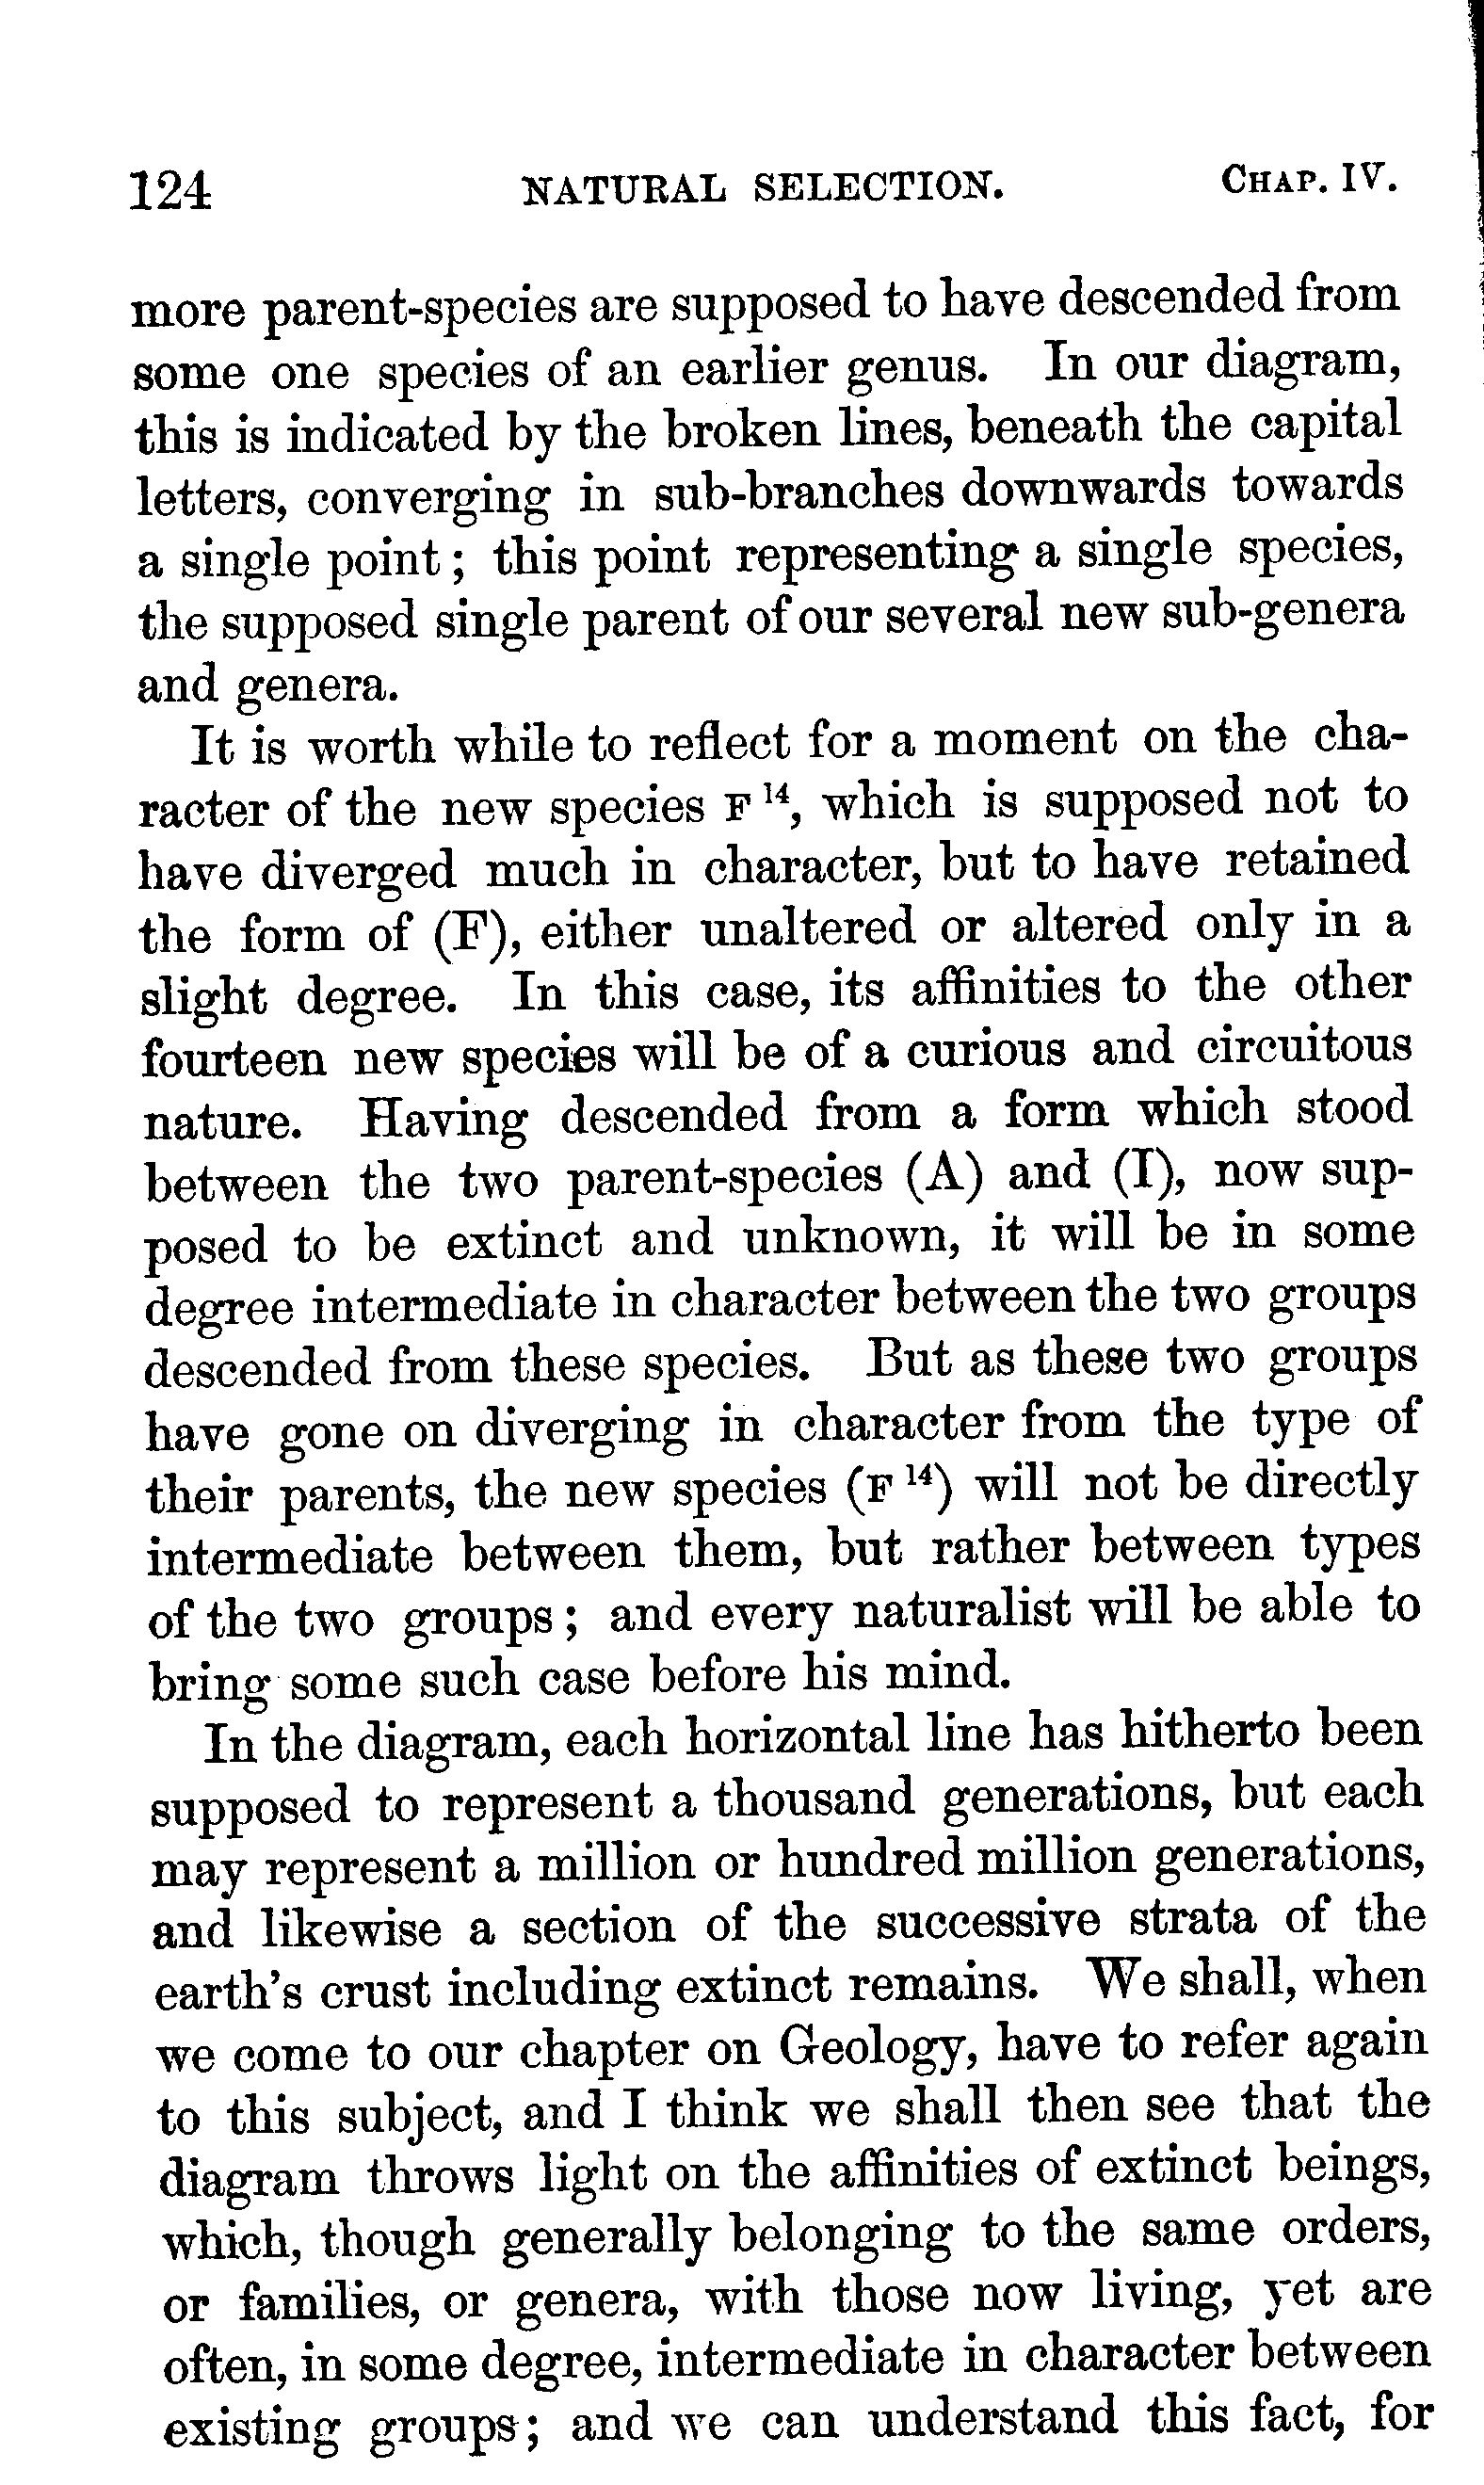 124 NATURAL SELECTION. CHAP. IV.
more parent-species are supposed to have descended from
some one species of an earlier genus. In our diagram,
this is indicated by the broken lines, beneath the capital
letters, converging in sub-branches downwards towards
a single point; this point representing a single species,
the supposed single parent of our several new sub-genera
and genera.
It is worth while to reflect for a moment on the cha-
racter of the new species F¹⁴, which is supposed not to
have diverged much in character, but to have retained
the form of (F), either unaltered or altered only in a
slight degree. In this case, its affinities to the other
fourteen new species will be of a curious and circuitous
nature. Having descended from a form which stood
between the two parent-species (A) and (I), now sup-
posed to be extinct and unknown, it will be in some
degree intermediate in character between the two groups
descended from these species. But as these two groups
have gone on diverging in character from the type of
their parents, the new species (F¹⁴) will not be directly
intermediate between them, but rather between types
of the two groups; and every naturalist will be able to
bring some such case before his mind.
In the diagram, each horizontal line has hitherto been
supposed to represent a thousand generations, but each
may represent a million or hundred million generations,
and likewise a section of the successive strata of the
earth's crust including extinct remains. We shall, when
we come to our chapter on Geology, have to refer again
to this subject, and I think we shall then see that the
diagram throws light on the affinities of extinct beings,
which, though generally belonging to the same orders,
or families, or genera, with those now living, yet are
often, in some degree, intermediate in character between
existing groups; and we can understand this fact, for